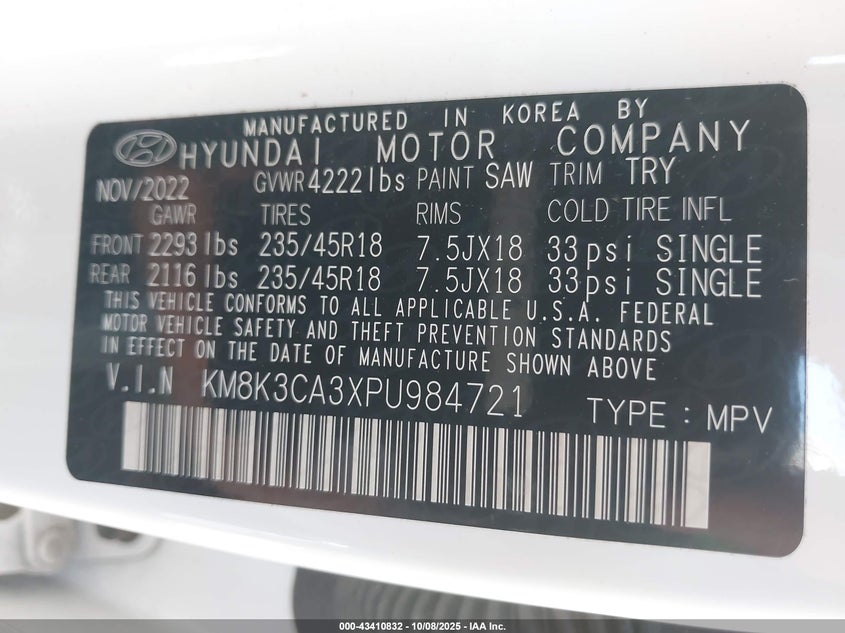 MANUFACTURED IN KOREA BY
HYUNDAI MOTOR COMPANY
NOV/2022 GVWR 4222lbs PAINT SAW TRIM TRY
GAWR TIRES RIMS COLD TIRE INFL
FRONT 2293lbs 235/45R18 7.5JX18 33psi SINGLE
REAR 2116lbs 235/45R18 7.5JX18 33psi SINGLE
THIS VEHICLE CONFORMS TO ALL APPLICABLE U.S.A. FEDERAL
MOTOR VEHICLE SAFETY AND THEFT PREVENTION STANDARDS
IN EFFECT ON THE DATE OF MANUFACTURE SHOWN ABOVE
V.I.N KM8K3CA3XPU984721 TYPE : MPV
000-43410832 - 10/08/2025 - IAA Inc.